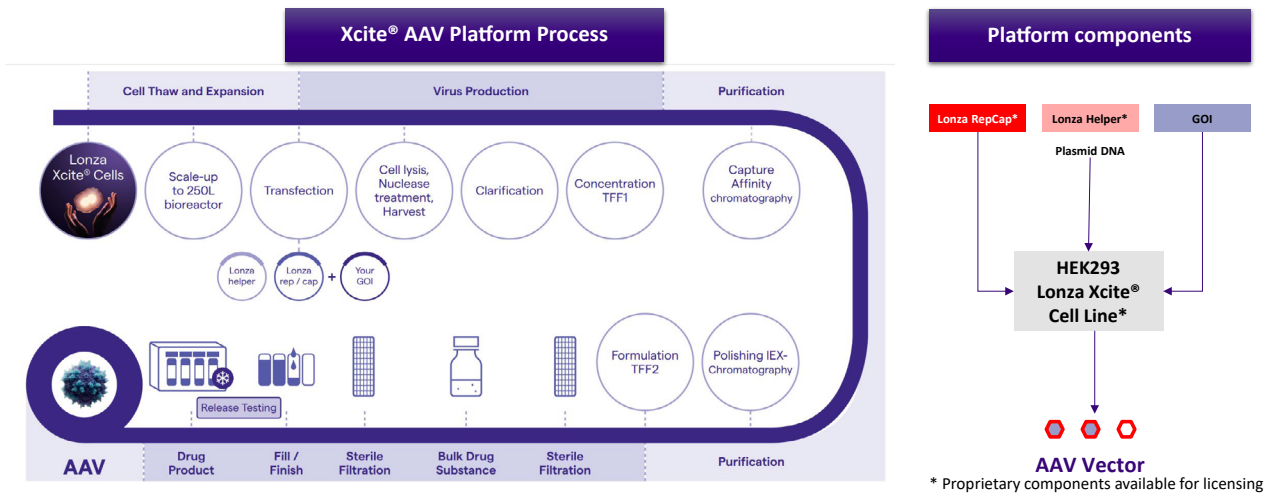 Xcite® AAV Platform Process
Cell Thaw and Expansion
Virus Production
Purification
Lonza
Xcite® Cells
Scale-up
to 250L
bioreactor
Transfection
Cell lysis,
Nuclease
treatment,
Harvest
Clarification
Concentration
TFF1
Capture
Affinity
chromatography
Lonza
helper
Lonza
rep / cap
+
Your
GOI
Formulation
TFF2
Polishing IEX-
Chromatography
Release Testing
AAV
Drug
Product
Fill /
Finish
Sterile
Filtration
Bulk Drug
Substance
Sterile
Filtration
Purification
Platform components
Lonza RepCap*
Lonza Helper*
GOI
Plasmid DNA
HEK293
Lonza Xcite®
Cell Line*
AAV Vector
* Proprietary components available for licensing